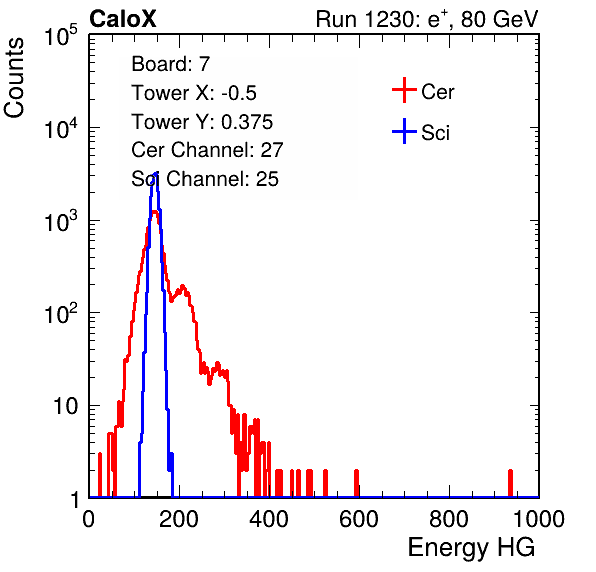 CaloX Run 1230: e⁺, 80 GeV
Counts
10⁵
10⁴
10³
10²
10
1
Board: 7
Tower X: -0.5
Tower Y: 0.375
Cer Channel: 27
Sci Channel: 25
Cer
Sci
0 200 400 600 800 1000
Energy HG